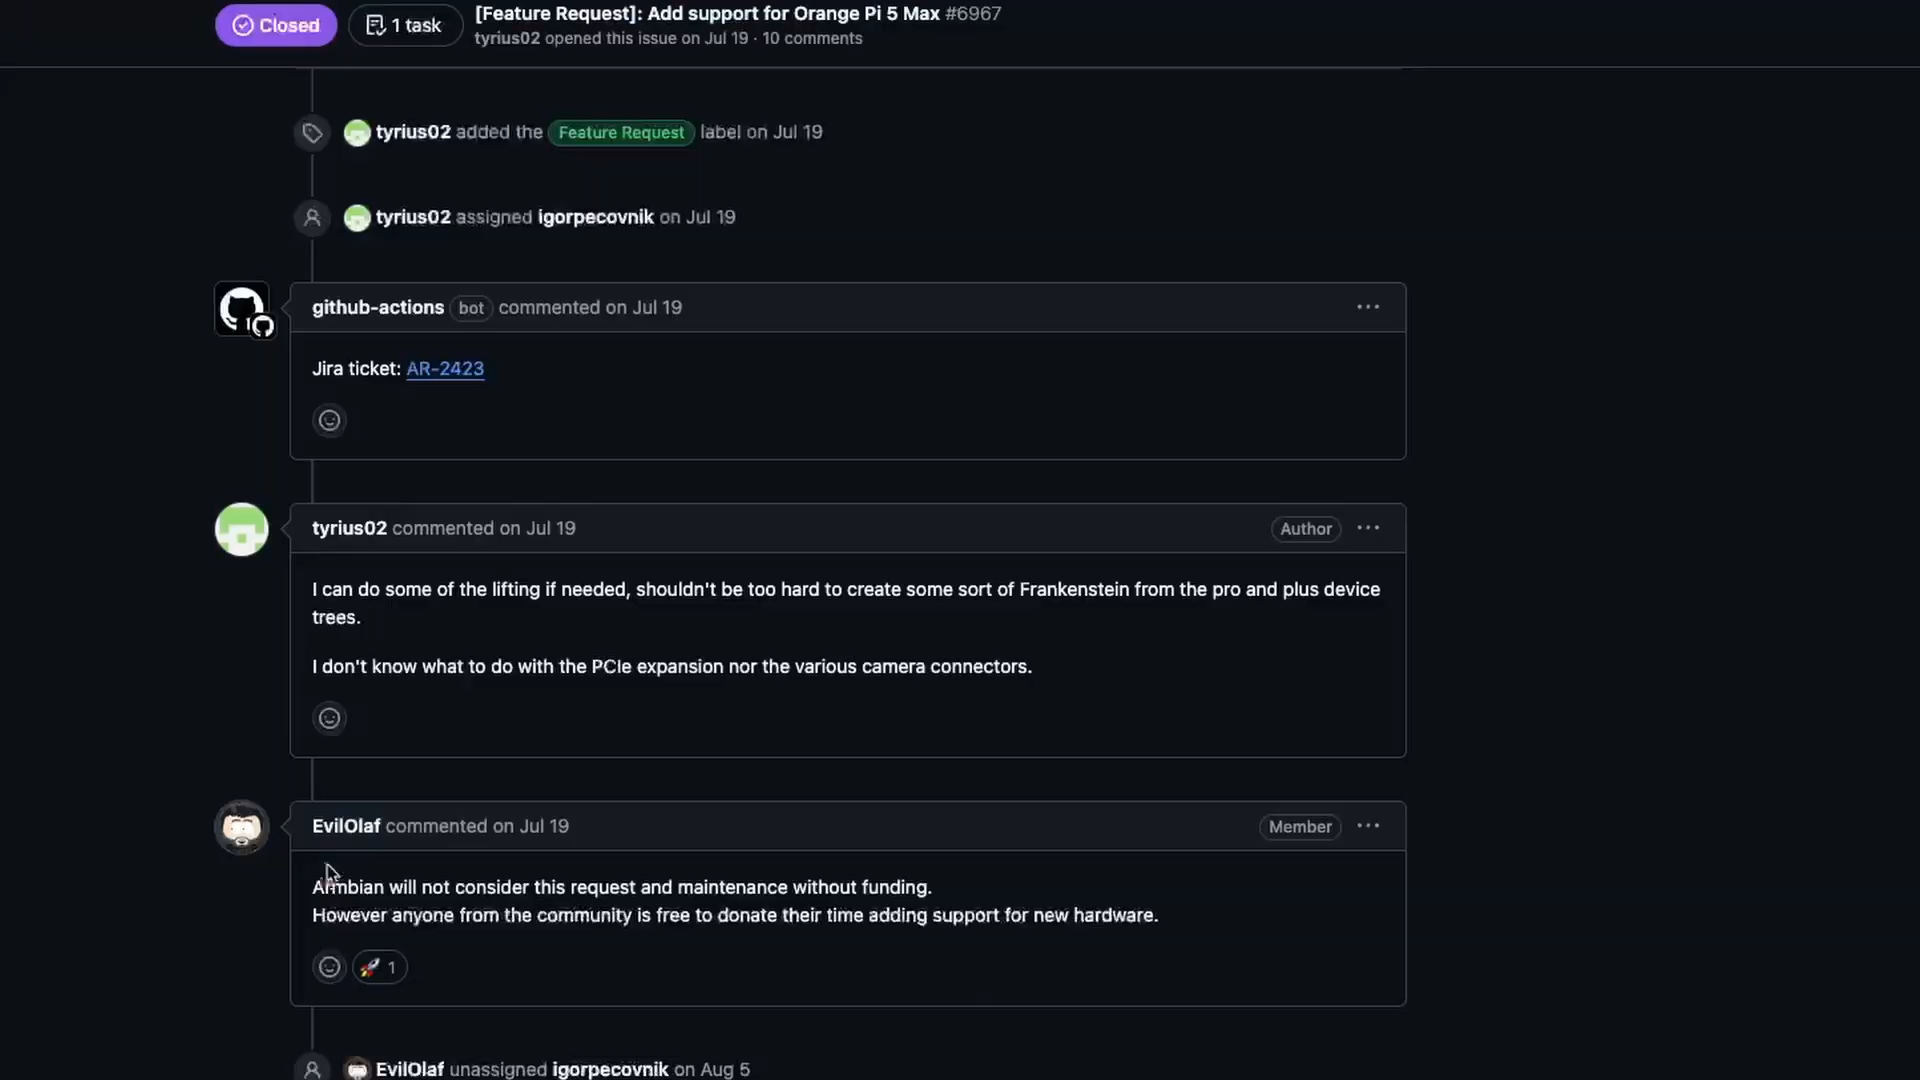 Closed
1 task
[Feature Request]: Add support for Orange Pi 5 Max #6967
tyrius02 opened this issue on Jul 19 · 10 comments
tyrius02 added the Feature Request label on Jul 19
tyrius02 assigned igorpecovnik on Jul 19
github-actions bot commented on Jul 19
Jira ticket: AR-2423
tyrius02 commented on Jul 19 Author
I can do some of the lifting if needed, shouldn't be too hard to create some sort of Frankenstein from the pro and plus device
trees.
I don't know what to do with the PCIe expansion nor the various camera connectors.
EvilOlaf commented on Jul 19 Member
Armbian will not consider this request and maintenance without funding.
However anyone from the community is free to donate their time adding support for new hardware.
1
EvilOlaf unassigned igorpecovnik on Aug 5